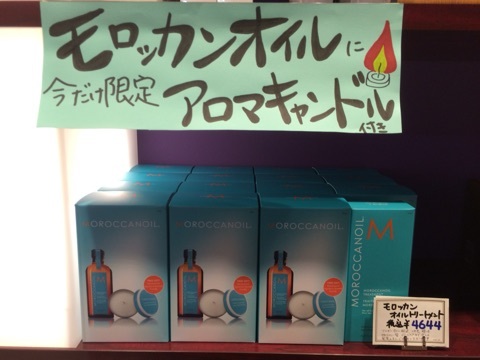 モロッカンオイルに
今だけ限定
アロマキャンドル
付き
MOROCCANOIL
MOROCCANOIL
MOROCCANOIL
MOROCCANOIL
M
モロッカン
オイルトリートメント
税込¥4644